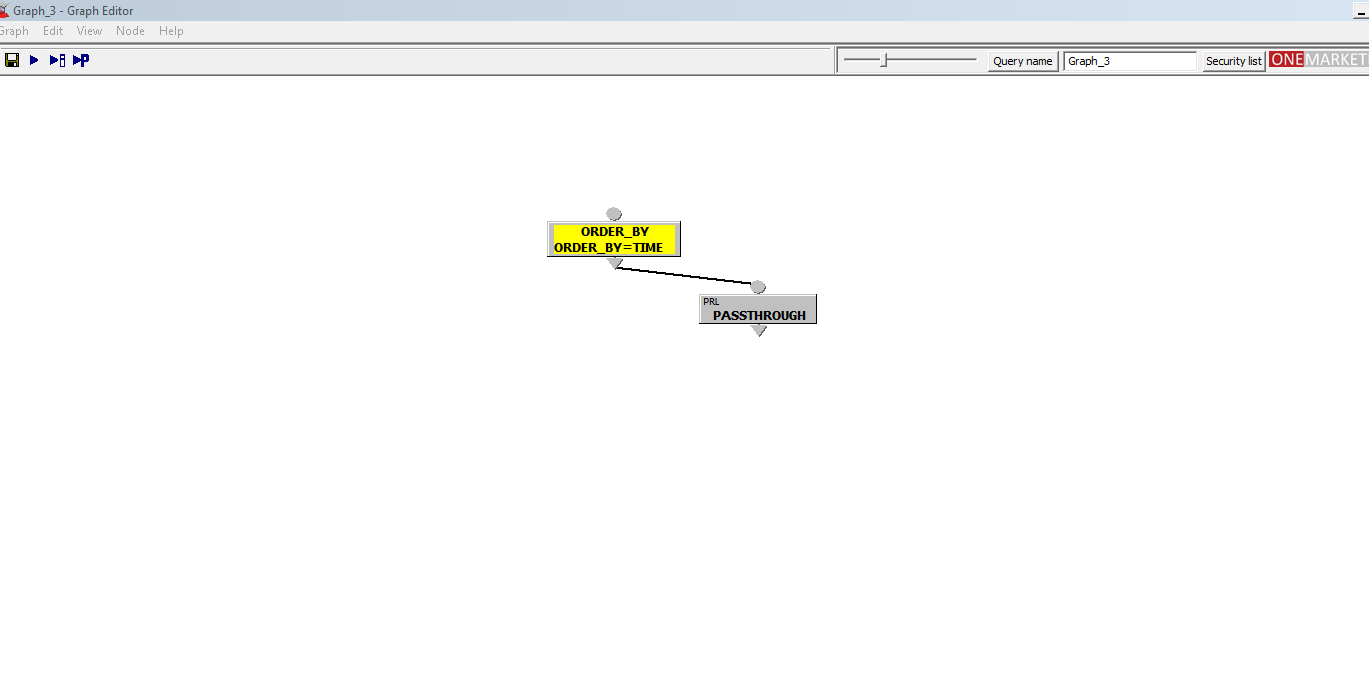 Graph_3 - Graph Editor
Graph Edit View Node Help
Query name Graph_3 Security list ONEMARKET
ORDER_BY
ORDER_BY=TIME
PRL
PASSTHROUGH